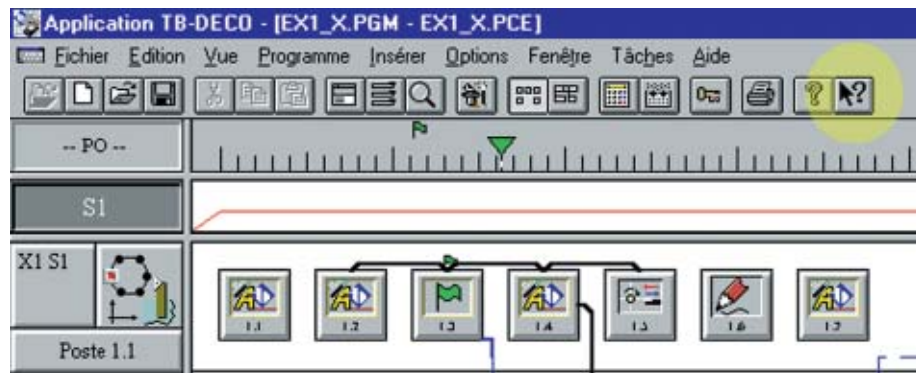 Application TB-DECO - [EX1_X.PGM - EX1_X.PCE]
Fichier Edition Vue Programme Insérer Options Fenêtre Tâches Aide
-- PO --
S1
X1 S1
1.1 1.2 1.3 1.4 1.5 1.6 1.7
Poste 1.1